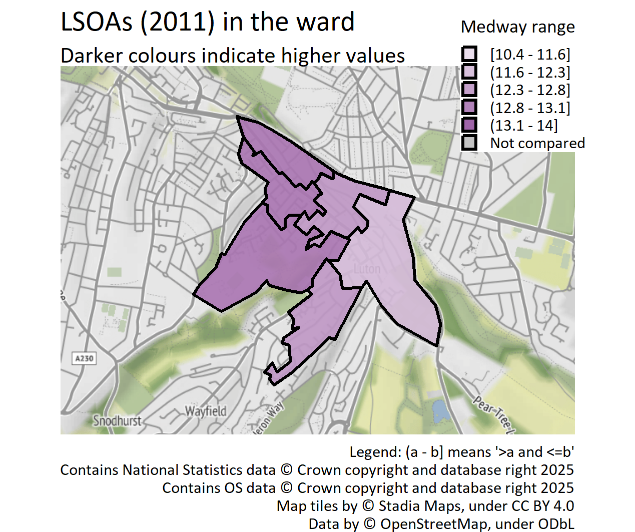 LSOAs (2011) in the ward
Darker colours indicate higher values
Medway range
[10.4 - 11.6]
(11.6 - 12.3]
(12.3 - 12.8]
(12.8 - 13.1]
(13.1 - 14]
Not compared
Luton
A230
Snodhurst
Wayfield
eron-Way
Pear-Tree-L
Legend: (a - b] means '>a and <=b'
Contains National Statistics data © Crown copyright and database right 2025
Contains OS data © Crown copyright and database right 2025
Map tiles by © Stadia Maps, under CC BY 4.0
Data by © OpenStreetMap, under ODbL